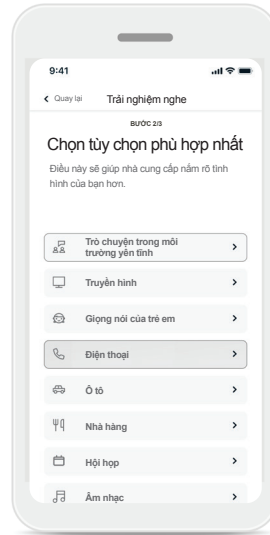 9:41
Quay lại Trải nghiệm nghe
BƯỚC 2/3
Chọn tùy chọn phù hợp nhất
Điều này sẽ giúp nhà cung cấp nắm rõ tình
hình của bạn hơn.
Trò chuyện trong môi
trường yên tĩnh
Truyền hình
Giọng nói của trẻ em
Điện thoại
Ô tô
Nhà hàng
Hội họp
Âm nhạc